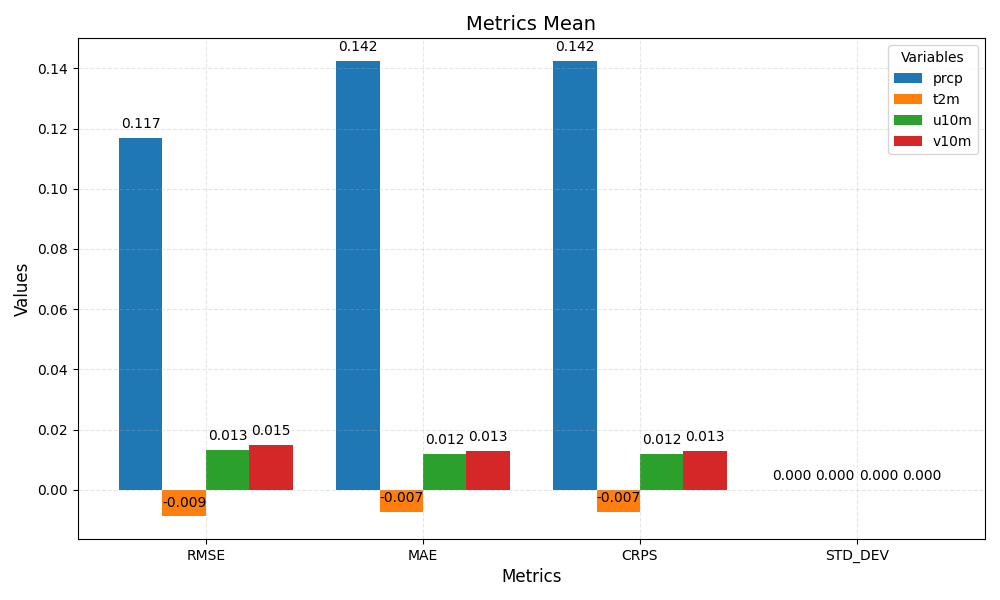 Metrics Mean
Values
0.14
0.12
0.10
0.08
0.06
0.04
0.02
0.00
0.117
-0.009
0.013
0.015
0.142
-0.007
0.012
0.013
0.142
-0.007
0.012
0.013
0.000
0.000
0.000
0.000
Variables
prcp
t2m
u10m
v10m
RMSE
MAE
CRPS
STD_DEV
Metrics